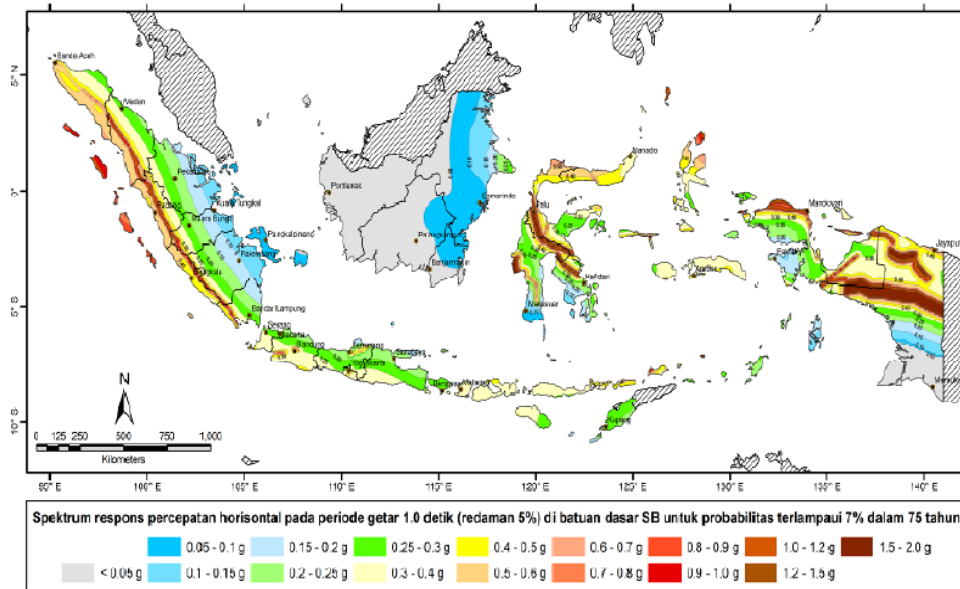 Banda Aceh
5° N
Medan
Manado
Pekanbaru
Pontianak
Samarinda
Manokwari
0°
Padang
Kuala Tungkal
Palu
Muara Bungo
Pangkalpinang
Jayapura
Palembang
Bengkulu
Banjarmasin
Kendari
5° S
Bandar Lampung
Makassar
Serang
Bandung
Semarang
Surabaya
Denpasar
Mataram
Kupang
N
10° S
0 125 250 500 750 1,000
Kilometers
95° E 100° E 105° E 110° E 115° E 120° E 125° E 130° E 135° E 140° E
Spektrum respons percepatan horisontal pada periode getar 1.0 detik (redaman 5%) di batuan dasar SB untuk probabilitas terlampaui 7% dalam 75 tahun
0.05 - 0.1 g 0.15 - 0.2 g 0.25 - 0.3 g 0.4 - 0.5 g 0.6 - 0.7 g 0.8 - 0.9 g 1.0 - 1.2 g 1.5 - 2.0 g
< 0.05 g 0.1 - 0.15 g 0.2 - 0.25 g 0.3 - 0.4 g 0.5 - 0.6 g 0.7 - 0.8 g 0.9 - 1.0 g 1.2 - 1.5 g